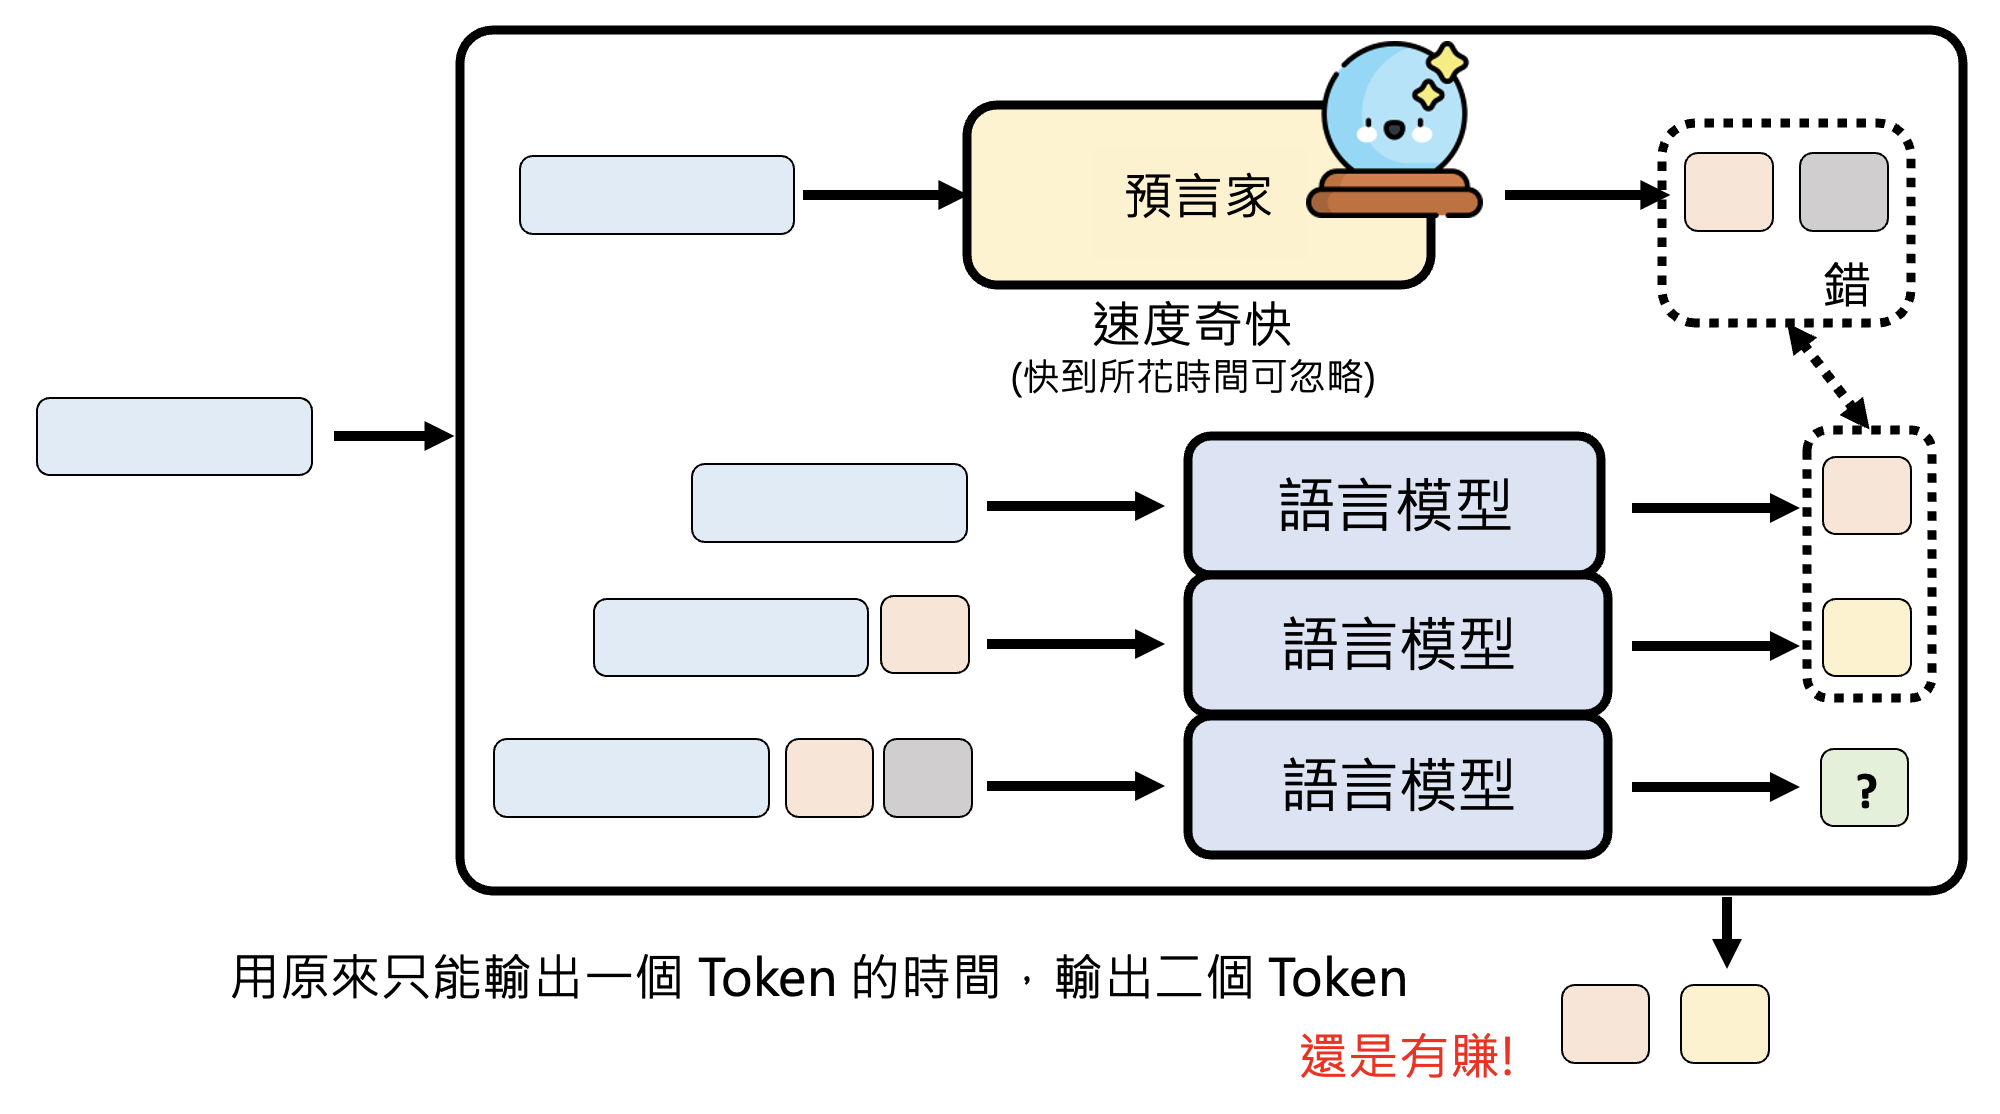 預言家
錯
速度奇快
(快到所花時間可忽略)
語言模型
語言模型
語言模型
?
用原來只能輸出一個 Token 的時間，輸出二個 Token
還是有賺!